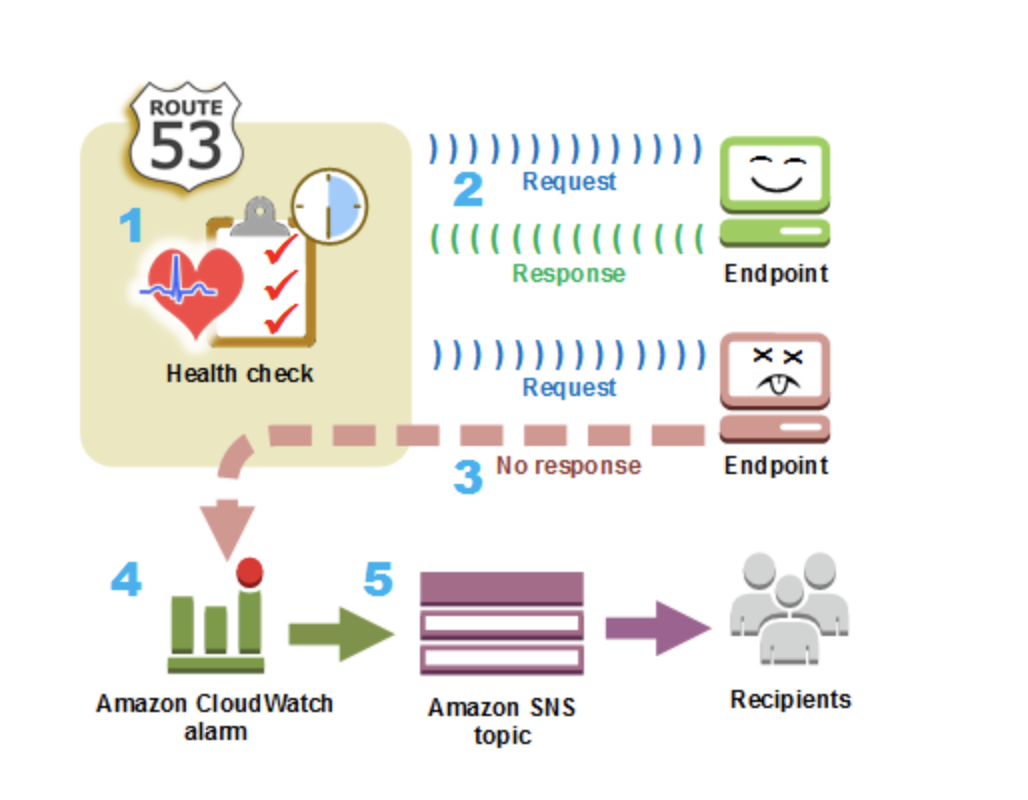 ROUTE
53
1
Health check
2
Request
Response
Endpoint
Request
3
No response
Endpoint
4
Amazon CloudWatch
alarm
5
Amazon SNS
topic
Recipients